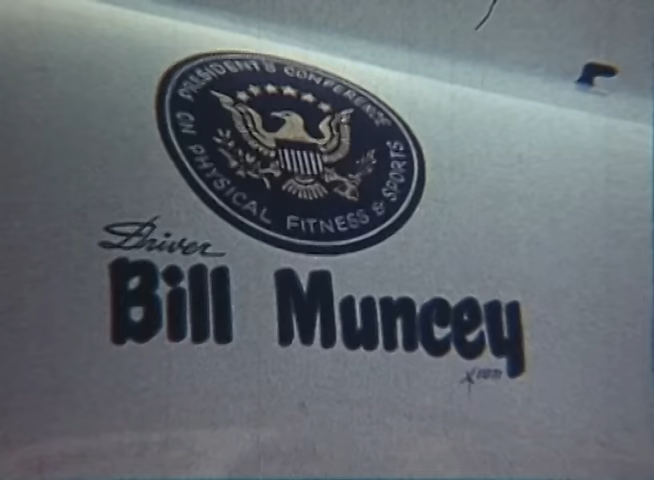 PRESIDENT'S CONFERENCE
ON PHYSICAL FITNESS & SPORTS
Driver
Bill Muncey